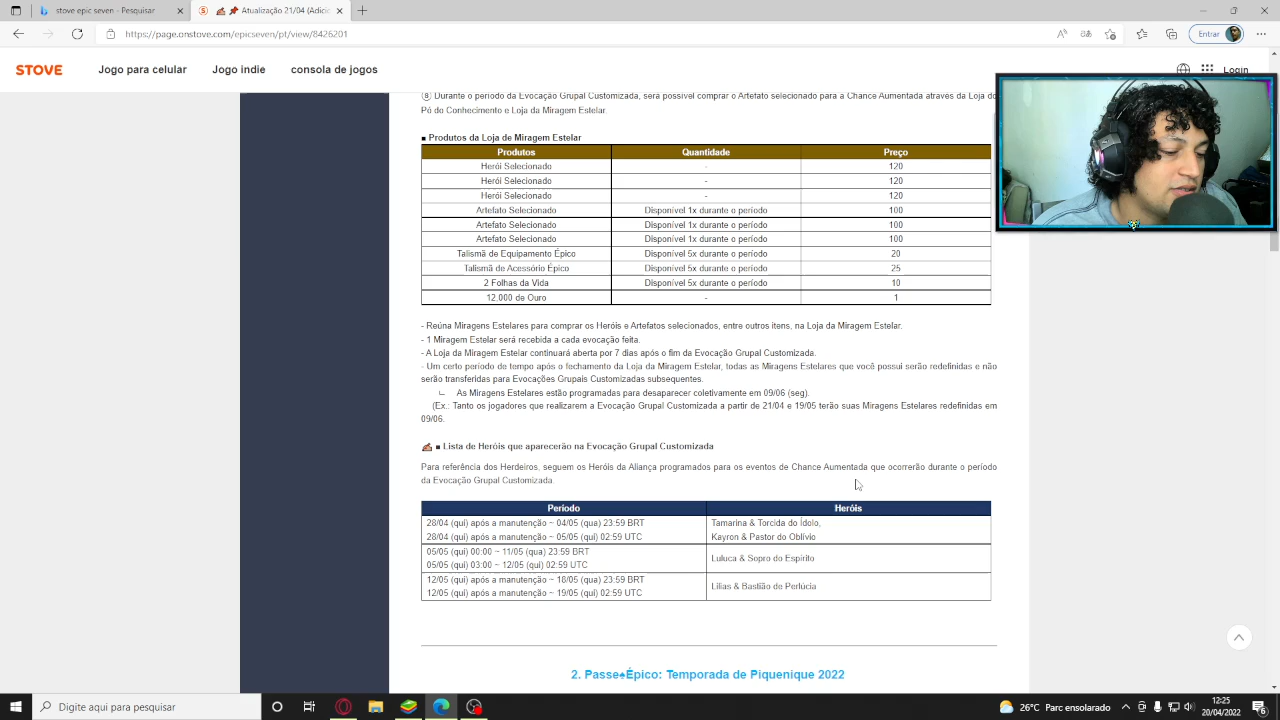 stove epic seven - Pesquisar
Atualização 21/04 (Adici
https://page.onstove.com/epicseven/pt/view/8426201
Entrar
STOVE
Jogo para celular
Jogo indie
consola de jogos
Login
⑧ Durante o período da Evocação Grupal Customizada, será possível comprar o Artefato selecionado para a Chance Aumentada através da Loja do
Pó do Conhecimento e Loja da Miragem Estelar.
■ Produtos da Loja de Miragem Estelar
Produtos Quantidade Preço
Herói Selecionado - 120
Herói Selecionado - 120
Herói Selecionado - 120
Artefato Selecionado Disponível 1x durante o período 100
Artefato Selecionado Disponível 1x durante o período 100
Artefato Selecionado Disponível 1x durante o período 100
Talismã de Equipamento Épico Disponível 5x durante o período 20
Talismã de Acessório Épico Disponível 5x durante o período 25
2 Folhas da Vida Disponível 5x durante o período 10
12.000 de Ouro - 1
- Reúna Miragens Estelares para comprar os Heróis e Artefatos selecionados, entre outros itens, na Loja da Miragem Estelar.
- 1 Miragem Estelar será recebida a cada evocação feita.
- A Loja da Miragem Estelar continuará aberta por 7 dias após o fim da Evocação Grupal Customizada.
- Um certo período de tempo após o fechamento da Loja da Miragem Estelar, todas as Miragens Estelares que você possui serão redefinidas e não
serão transferidas para Evocações Grupais Customizadas subsequentes.
ㄴ As Miragens Estelares estão programadas para desaparecer coletivamente em 09/06 (seg).
(Ex.: Tanto os jogadores que realizarem a Evocação Grupal Customizada a partir de 21/04 e 19/05 terão suas Miragens Estelares redefinidas em
09/06.
■ Lista de Heróis que aparecerão na Evocação Grupal Customizada
Para referência dos Herdeiros, seguem os Heróis da Aliança programados para os eventos de Chance Aumentada que ocorrerão durante o período
da Evocação Grupal Customizada.
Período Heróis
28/04 (qui) após a manutenção ~ 04/05 (qua) 23:59 BRT Tamarina & Torcida do Ídolo,
28/04 (qui) após a manutenção ~ 05/05 (qui) 02:59 UTC Kayron & Pastor do Oblívio
05/05 (qui) 00:00 ~ 11/05 (qua) 23:59 BRT
Luluca & Sopro do Espírito
05/05 (qui) 03:00 ~ 12/05 (qui) 02:59 UTC
12/05 (qui) após a manutenção ~ 18/05 (qua) 23:59 BRT
Lilias & Bastião de Perlúcia
12/05 (qui) após a manutenção ~ 19/05 (qui) 02:59 UTC
2. Passe♠Épico: Temporada de Piquenique 2022
Digite aqui para pesquisar
26°C Parc ensolarado
12:25
20/04/2022